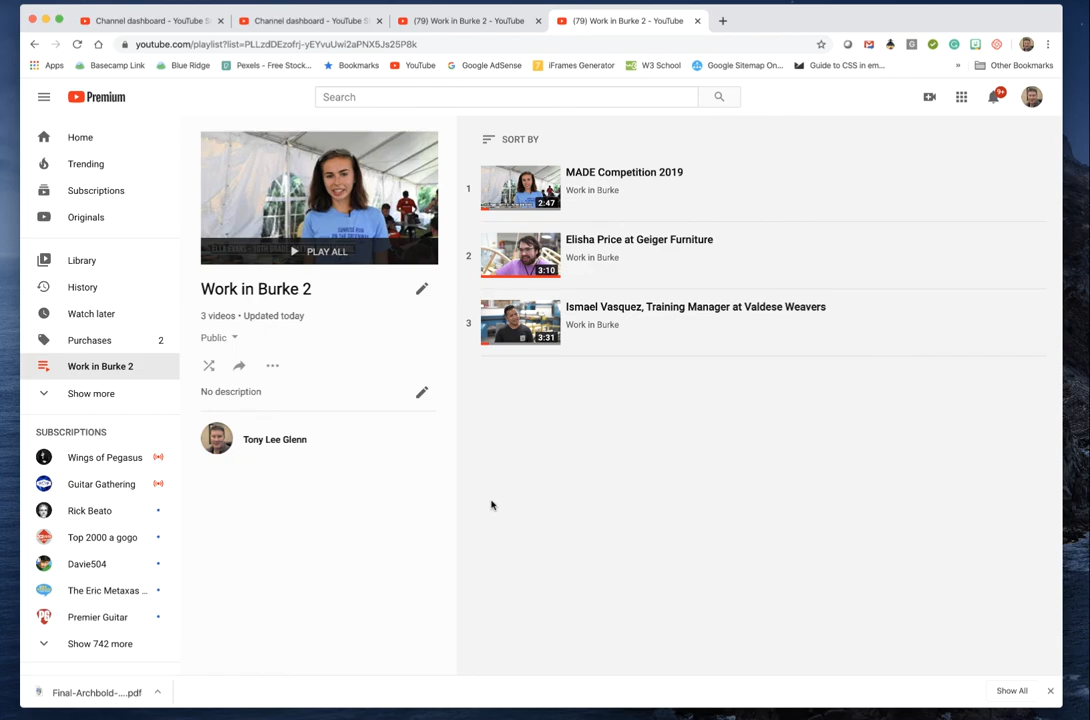 Channel dashboard - YouTube S
Channel dashboard - YouTube S
(79) Work in Burke 2 - YouTube
(79) Work in Burke 2 - YouTube
youtube.com/playlist?list=PLLzdDEzofrj-yEYvuUwi2aPNX5Js25P8k
Apps
Basecamp Link
Blue Ridge
Pexels - Free Stock...
Bookmarks
YouTube
Google AdSense
iFrames Generator
W3 School
Google Sitemap On...
Guide to CSS in em...
»
Other Bookmarks
Premium
Search
9+
Home
Trending
Subscriptions
Originals
Library
History
Watch later
Purchases 2
Work in Burke 2
Show more
SUBSCRIPTIONS
Wings of Pegasus
Guitar Gathering
Rick Beato
Top 2000 a gogo
Davie504
The Eric Metaxas ...
Premier Guitar
Show 742 more
PLAY ALL
Work in Burke 2
3 videos • Updated today
Public
No description
Tony Lee Glenn
SORT BY
1
2:47
MADE Competition 2019
Work in Burke
2
3:10
Elisha Price at Geiger Furniture
Work in Burke
3
3:31
Ismael Vasquez, Training Manager at Valdese Weavers
Work in Burke
Final-Archbold-....pdf
Show All